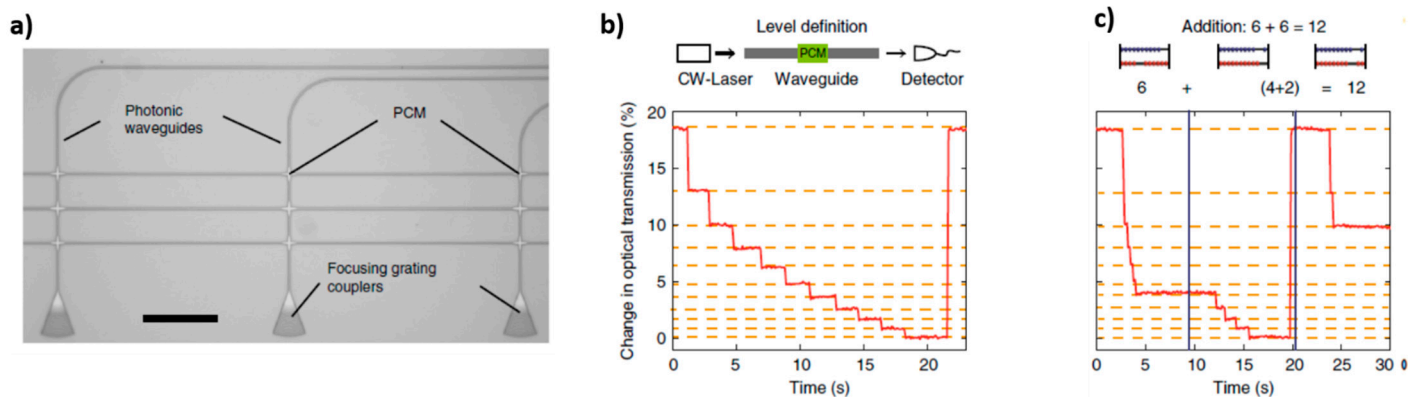 a)
Photonic
waveguides
PCM
Focusing grating
couplers
b)
Level definition
PCM
CW-Laser Waveguide Detector
Change in optical transmission (%)
20
15
10
5
0
0 5 10 15 20
Time (s)
c)
Addition: 6 + 6 = 12
6 + (4+2) = 12
0 5 10 15 20 25 30 0
Time (s)